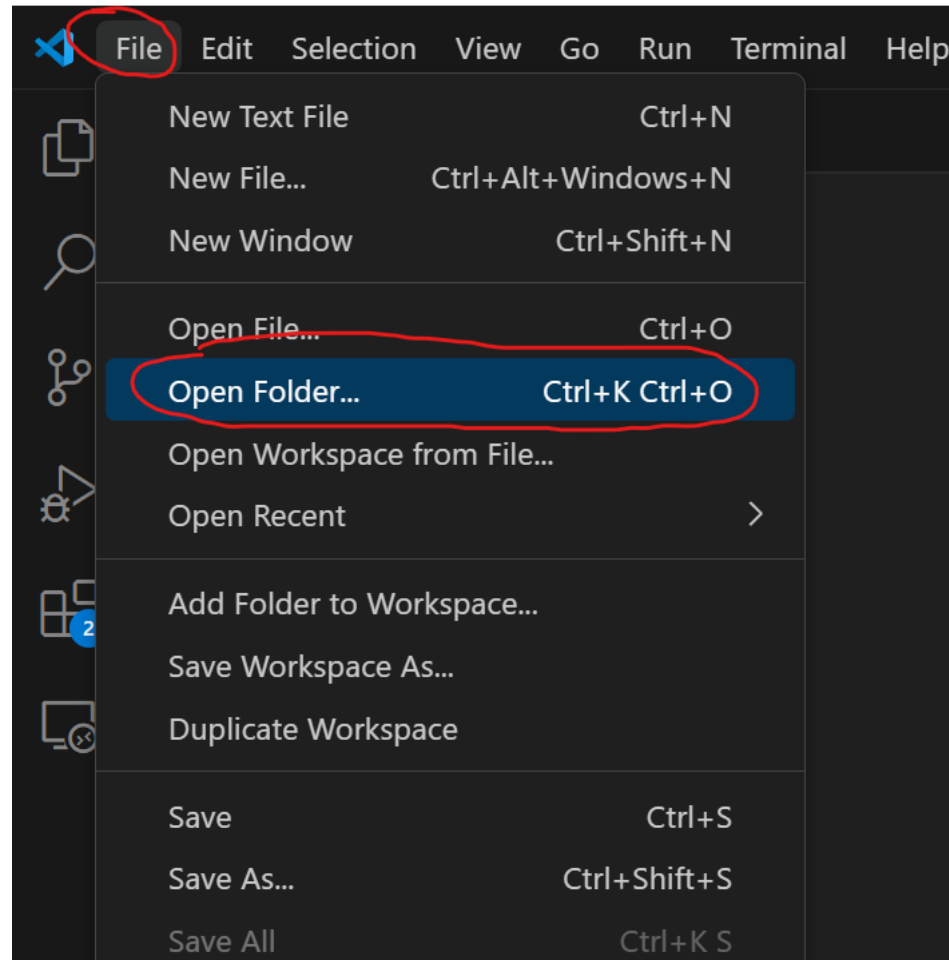 File Edit Selection View Go Run Terminal Help
New Text File Ctrl+N
New File... Ctrl+Alt+Windows+N
New Window Ctrl+Shift+N
Open File... Ctrl+O
Open Folder... Ctrl+K Ctrl+O
Open Workspace from File...
Open Recent
Add Folder to Workspace...
2
Save Workspace As...
Duplicate Workspace
Save Ctrl+S
Save As... Ctrl+Shift+S
Save All Ctrl+K S